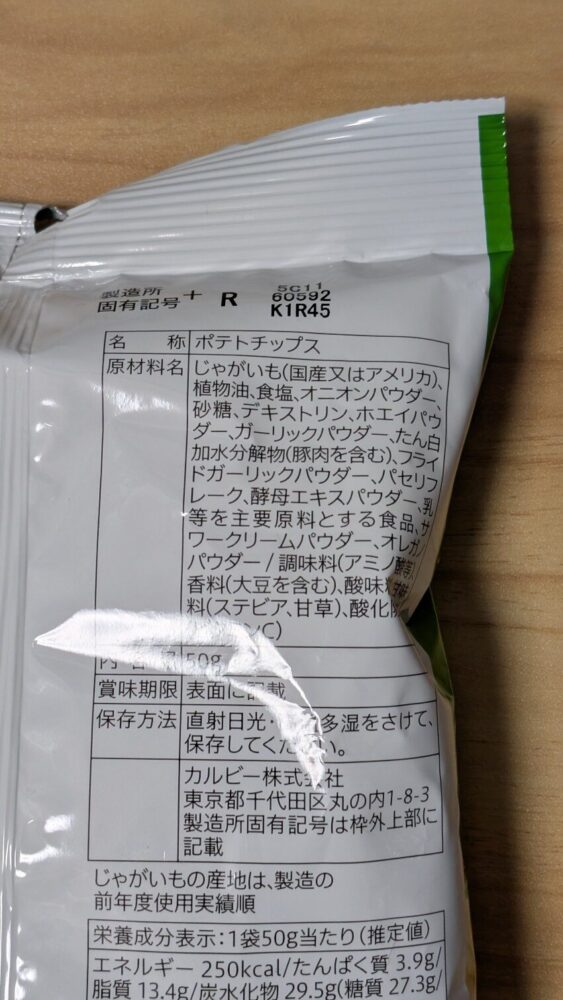 製造所
固有記号 + R
5C11
60592
K1R45
名称 ポテトチップス
原材料名 じゃがいも(国産又はアメリカ)、
植物油、食塩、オニオンパウダー、
砂糖、デキストリン、ホエイパウ
ダー、ガーリックパウダー、たん白
加水分解物(豚肉を含む)、フライ
ドガーリックパウダー、パセリフ
レーク、酵母エキスパウダー、乳
等を主要原料とする食品、サ
ワークリームパウダー、オレガノ
パウダー / 調味料(アミノ酸等)、
香料(大豆を含む)、酸味料、甘味
料(ステビア、甘草)、酸化
ンC)
内 50g
賞味期限 表面に記載
保存方法 直射日光・ 多湿をさけて、
保存してください。
カルビー株式会社
東京都千代田区丸の内1-8-3
製造所固有記号は枠外上部に
記載
じゃがいもの産地は、製造の
前年度使用実績順
栄養成分表示:1袋50g当たり(推定値)
エネルギー 250kcal/たんぱく質 3.9g/
脂質 13.4g/炭水化物 29.5g(糖質 27.3g/